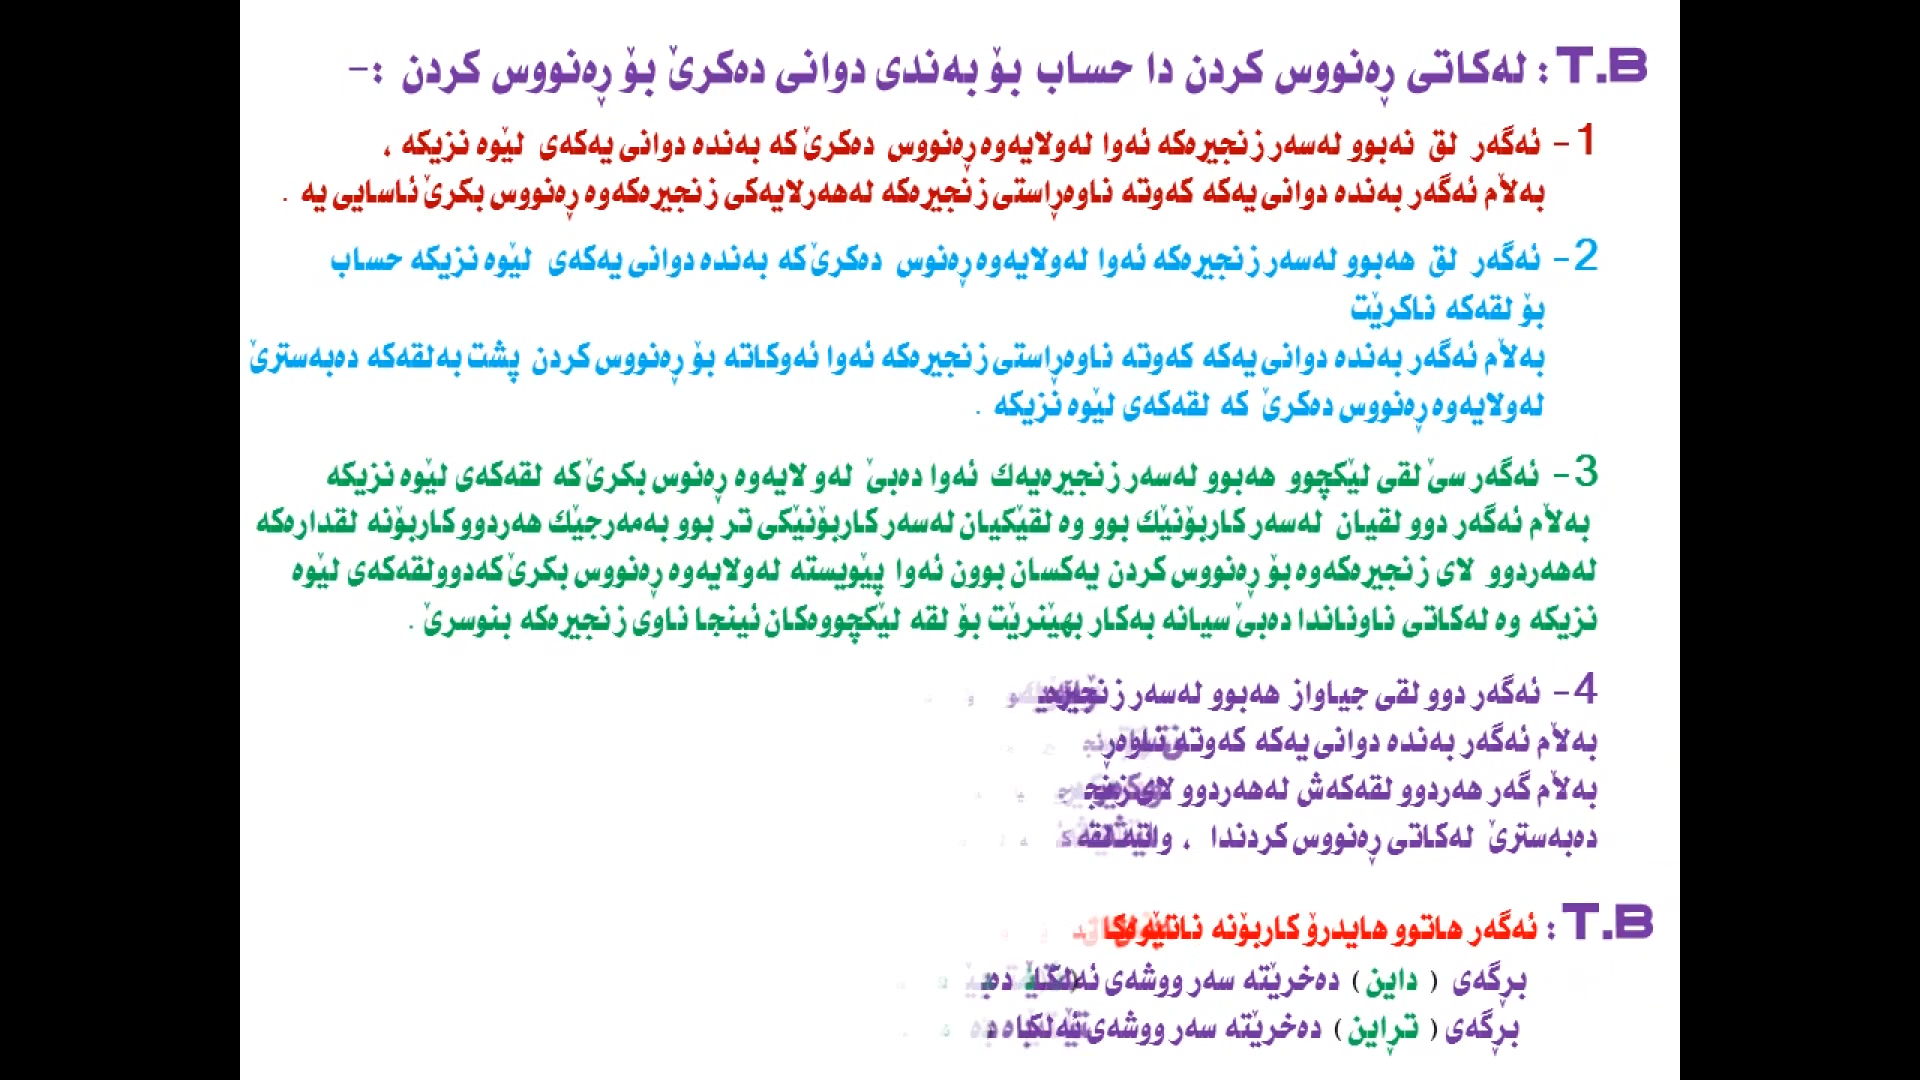 T.B : لەکاتی ڕەنووس کردن دا حساب بۆ بەندی دوانی دەکرێ بۆ ڕەنووس کردن :-
1- ئەگەر لق نەبوو لەسەر زنجیرەکە ئەوا لەولایەوە ڕەنووس دەکرێ کە بەندە دوانی یەکەی لێوە نزیکە ،
بەڵام ئەگەر بەندە دوانی یەکە کەوتە ناوەڕاستی زنجیرەکە لەهەرلایەکی زنجیرەکەوە ڕەنووس بکرێ ئاسایی یە .
2- ئەگەر لق هەبوو لەسەر زنجیرەکە ئەوا لەولایەوە ڕەنوس دەکرێ کە بەندە دوانی یەکەی لێوە نزیکە حساب
بۆ لقەکە ناکرێت
بەڵام ئەگەر بەندە دوانی یەکە کەوتە ناوەڕاستی زنجیرەکە ئەوا ئەوکاتە بۆ ڕەنووس کردن پشت بەلقەکە دەبەسترێ
لەولایەوە ڕەنووس دەکرێ کە لقەکەی لێوە نزیکە .
3- ئەگەر سێ لقی لێکچوو هەبوو لەسەر زنجیرەیەك ئەوا دەبێ لەو لایەوە ڕەنوس بکرێ کە لقەکەی لێوە نزیکە
بەڵام ئەگەر دوو لقیان لەسەر کاربۆنێك بوو وە لقێکیان لەسەر کاربۆنێکی تر بوو بەمەرجێك هەردوو کاربۆنە لقدارەکە
لەهەردوو لای زنجیرەکەوە بۆ ڕەنووس کردن یەکسان بوون ئەوا پێویستە لەولایەوە ڕەنووس بکرێ کەدوولقەکەی لێوە
نزیکە وە لەکاتی ناوناندا دەبێ سیانە بەکار بهێنرێت بۆ لقە لێکچووەکان ئینجا ناوی زنجیرەکە بنوسرێ .
4- ئەگەر دوو لقی جیاواز هەبوو لەسەر
بەڵام ئەگەر بەندە دوانی یەکە کەوتە
بەڵام گەر هەردوو لقەکەش لەهەردوو لای
دەبەسترێ لەکاتی ڕەنووس کردندا ،
T.B : ئەگەر هاتوو هایدرۆ کاربۆنە
بڕگەی ( داین ) دەخرێتە سەر ووشەی
بڕگەی ( تراین ) دەخرێتە سەر ووشەی